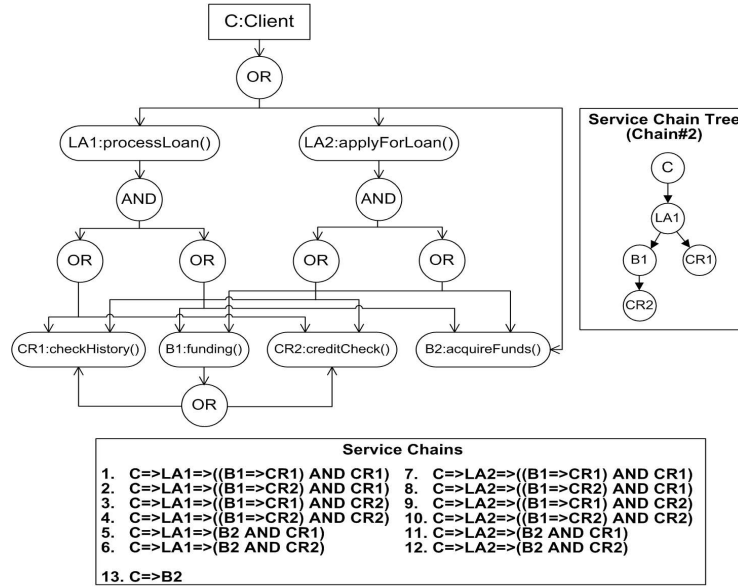 C:Client
OR
LA1:processLoan()
LA2:applyForLoan()
AND
AND
OR
OR
OR
OR
CR1:checkHistory()
B1:funding()
CR2:creditCheck()
B2:acquireFunds()
OR
Service Chain Tree
(Chain#2)
C
LA1
B1
CR1
CR2
Service Chains
1. C=>LA1=>((B1=>CR1) AND CR1)
2. C=>LA1=>((B1=>CR2) AND CR1)
3. C=>LA1=>((B1=>CR1) AND CR2)
4. C=>LA1=>((B1=>CR2) AND CR2)
5. C=>LA1=>(B2 AND CR1)
6. C=>LA1=>(B2 AND CR2)
7. C=>LA2=>((B1=>CR1) AND CR1)
8. C=>LA2=>((B1=>CR2) AND CR1)
9. C=>LA2=>((B1=>CR1) AND CR2)
10. C=>LA2=>((B1=>CR2) AND CR2)
11. C=>LA2=>(B2 AND CR1)
12. C=>LA2=>(B2 AND CR2)
13. C=>B2